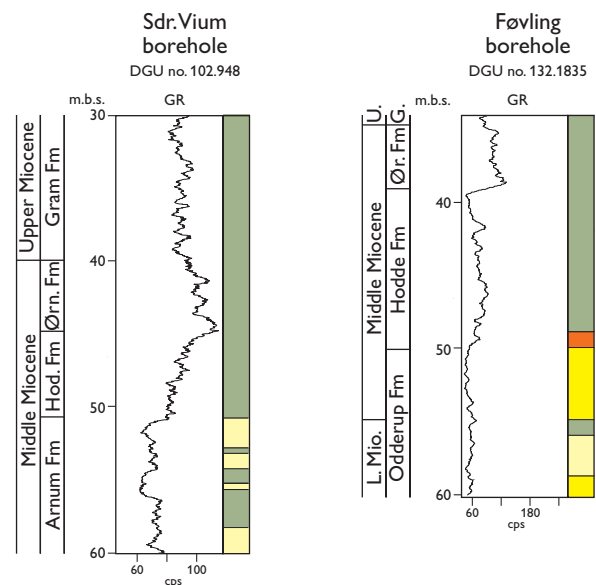 Sdr. Vium
borehole
DGU no. 102.948
m.b.s.
GR
30
40
50
60
60
100
cps
Upper Miocene
Middle Miocene
Gram Fm
Ørn. Fm
Hod. Fm
Arnum Fm
Føvling
borehole
DGU no. 132.1835
m.b.s.
GR
40
50
60
60
180
cps
U.
Middle Miocene
L. Mio.
G.
Ør. Fm
Hodde Fm
Odderup Fm